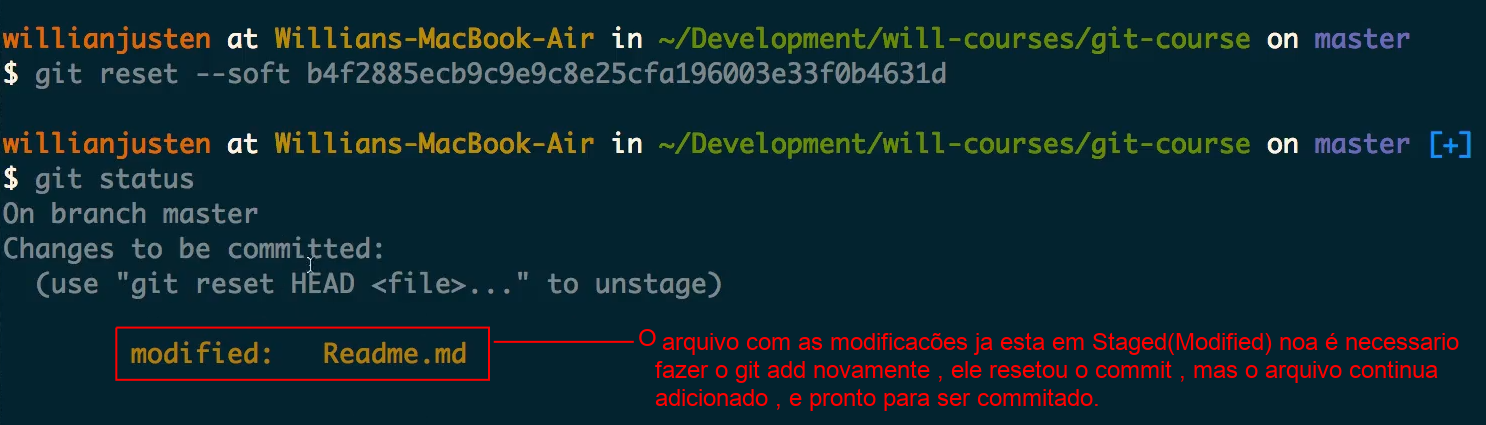 willianjusten at Willians-MacBook-Air in ~/Development/will-courses/git-course on master
$ git reset --soft b4f2885ecb9c9e9c8e25cfa196003e33f0b4631d
willianjusten at Willians-MacBook-Air in ~/Development/will-courses/git-course on master [+]
$ git status
On branch master
Changes to be committed:
(use "git reset HEAD <file>..." to unstage)
modified: Readme.md
O arquivo com as modificacões ja esta em Staged(Modified) noa é necessario
fazer o git add novamente , ele resetou o commit , mas o arquivo continua
adicionado , e pronto para ser commitado.